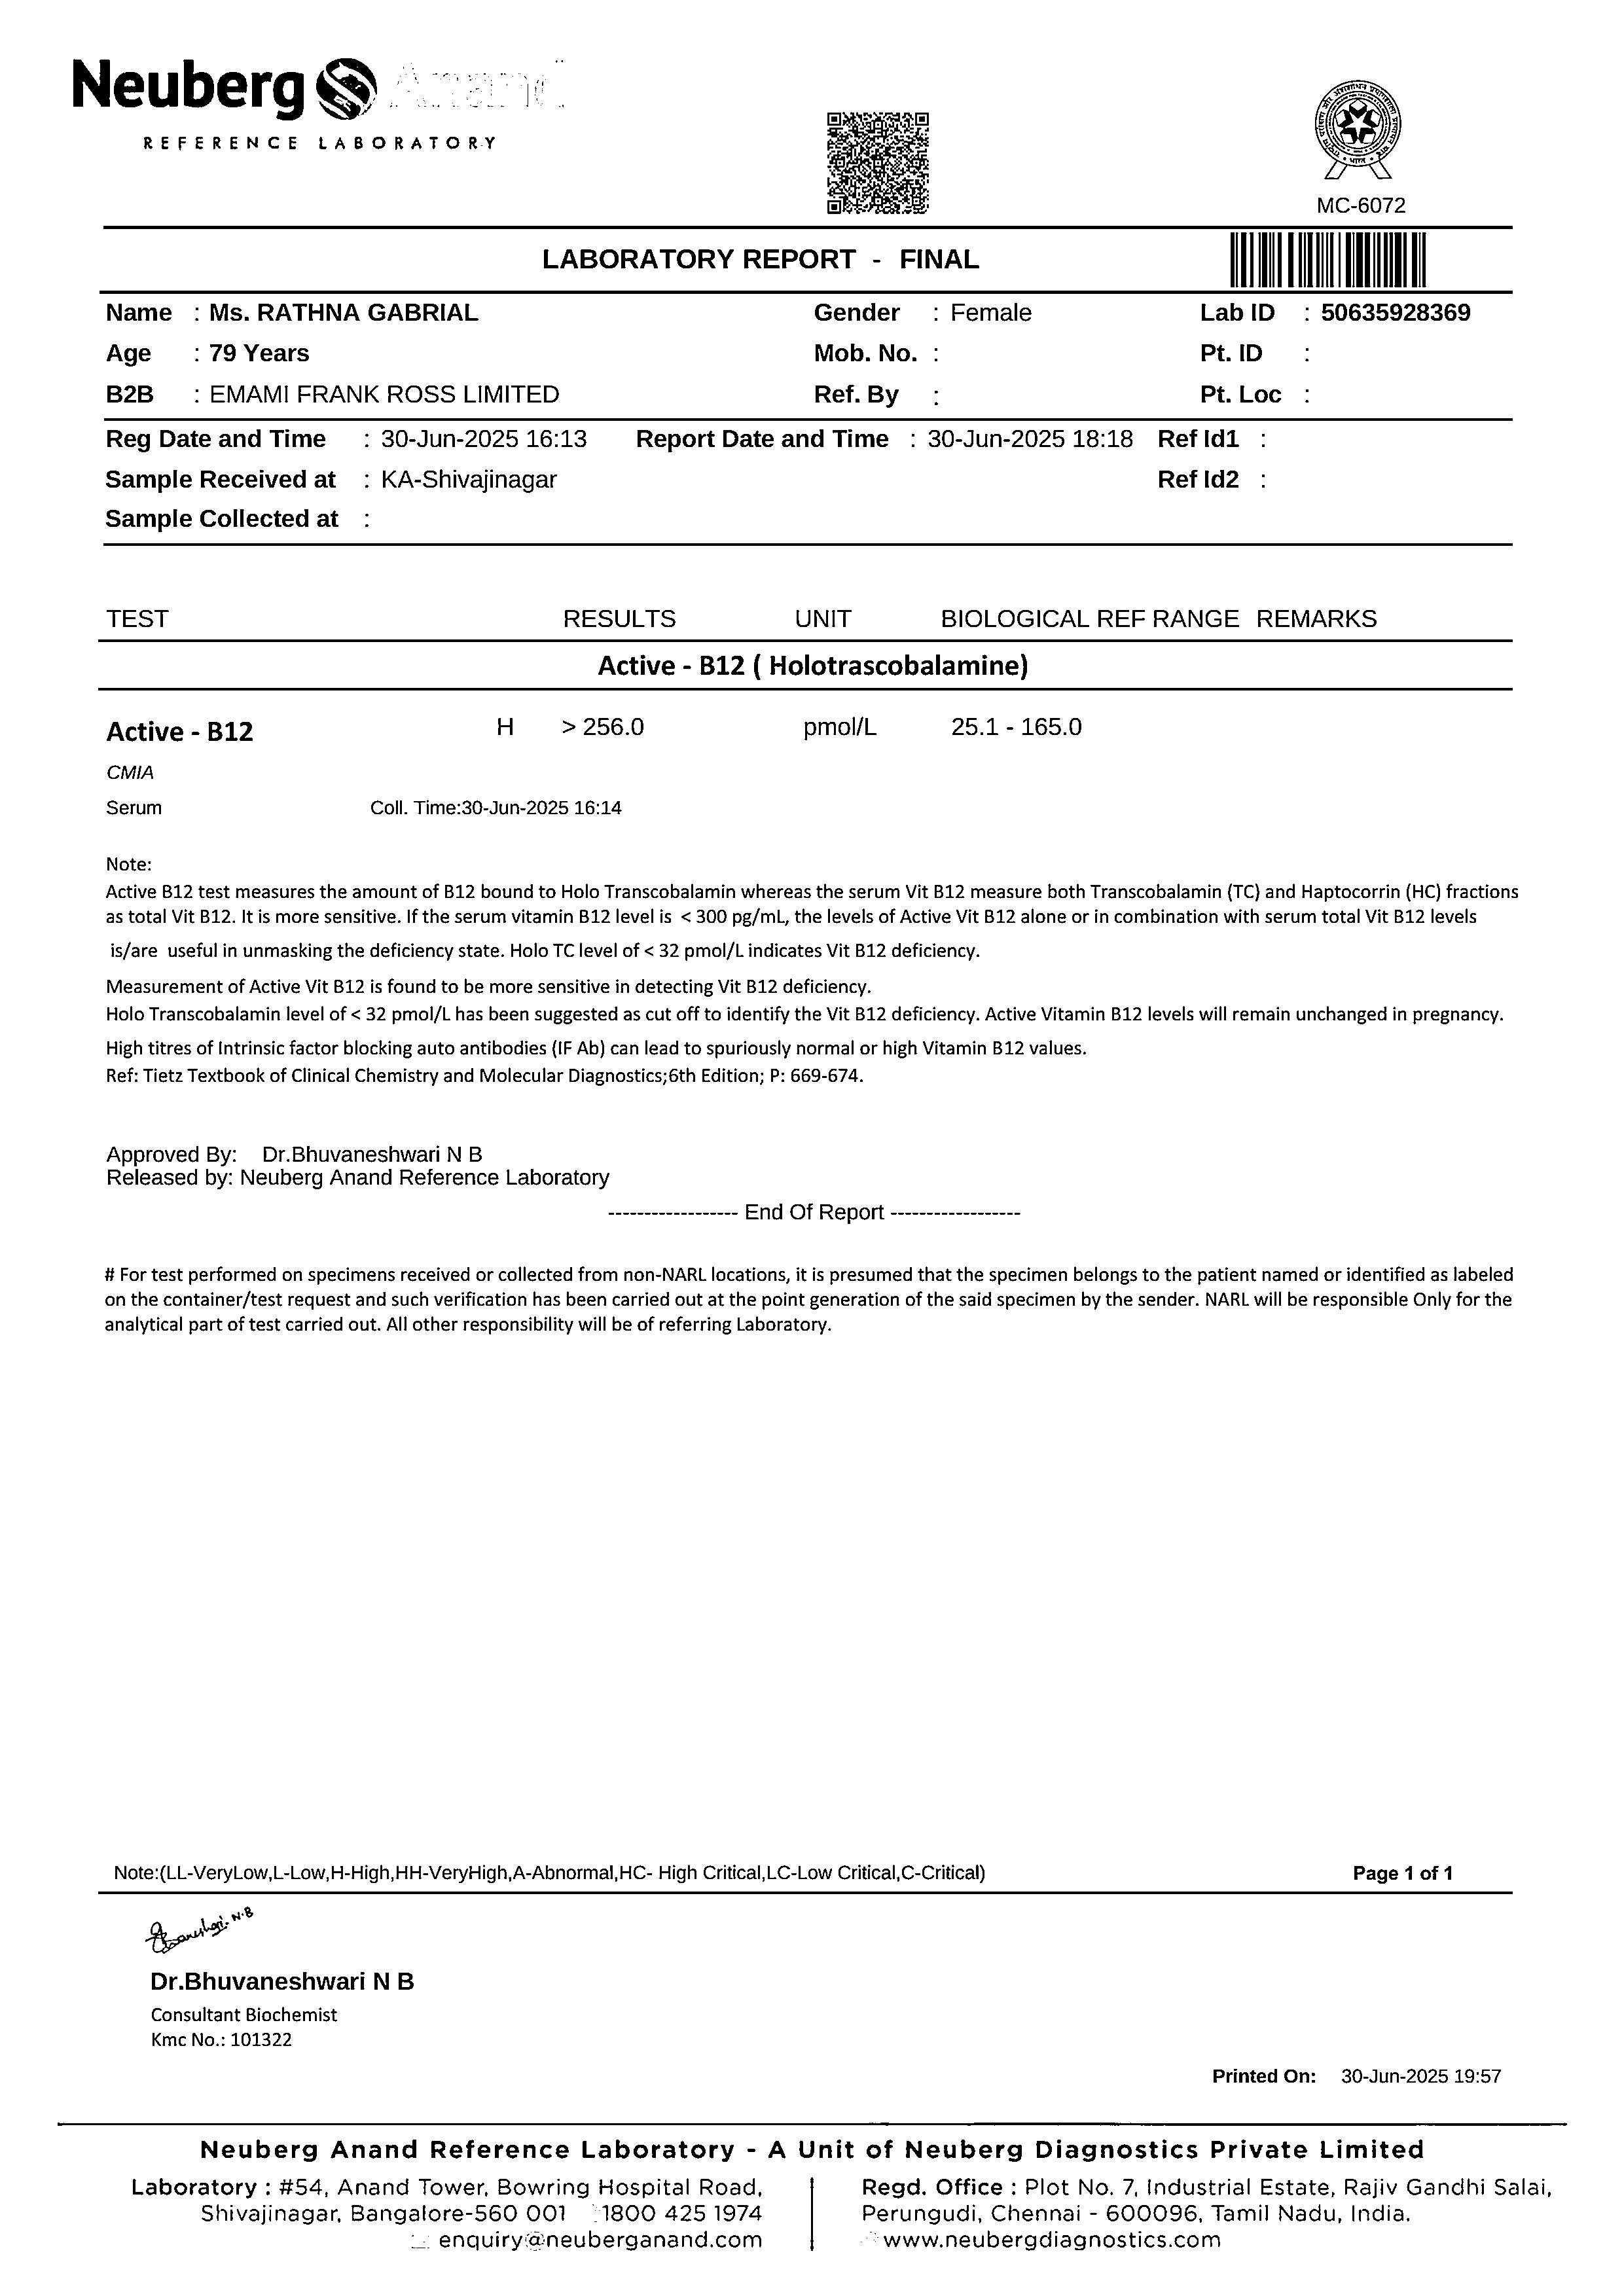 Neuberg Anand
REFERENCE LABORATORY
MC-6072
LABORATORY REPORT - FINAL
Name : Ms. RATHNA GABRIAL Gender : Female Lab ID : 50635928369
Age : 79 Years Mob. No. : Pt. ID :
B2B : EMAMI FRANK ROSS LIMITED Ref. By : Pt. Loc :
Reg Date and Time : 30-Jun-2025 16:13 Report Date and Time : 30-Jun-2025 18:18 Ref Id1 :
Sample Received at : KA-Shivajinagar Ref Id2 :
Sample Collected at :
TEST RESULTS UNIT BIOLOGICAL REF RANGE REMARKS
Active - B12 ( Holotrascobalamine)
Active - B12 H > 256.0 pmol/L 25.1 - 165.0
CMIA
Serum Coll. Time:30-Jun-2025 16:14
Note:
Active B12 test measures the amount of B12 bound to Holo Transcobalamin whereas the serum Vit B12 measure both Transcobalamin (TC) and Haptocorrin (HC) fractions
as total Vit B12. It is more sensitive. If the serum vitamin B12 level is < 300 pg/mL, the levels of Active Vit B12 alone or in combination with serum total Vit B12 levels
is/are useful in unmasking the deficiency state. Holo TC level of < 32 pmol/L indicates Vit B12 deficiency.
Measurement of Active Vit B12 is found to be more sensitive in detecting Vit B12 deficiency.
Holo Transcobalamin level of < 32 pmol/L has been suggested as cut off to identify the Vit B12 deficiency. Active Vitamin B12 levels will remain unchanged in pregnancy.
High titres of Intrinsic factor blocking auto antibodies (IF Ab) can lead to spuriously normal or high Vitamin B12 values.
Ref: Tietz Textbook of Clinical Chemistry and Molecular Diagnostics;6th Edition; P: 669-674.
Approved By: Dr.Bhuvaneshwari N B
Released by: Neuberg Anand Reference Laboratory
------------------ End Of Report ------------------
# For test performed on specimens received or collected from non-NARL locations, it is presumed that the specimen belongs to the patient named or identified as labeled
on the container/test request and such verification has been carried out at the point generation of the said specimen by the sender. NARL will be responsible Only for the
analytical part of test carried out. All other responsibility will be of referring Laboratory.
Note:(LL-VeryLow,L-Low,H-High,HH-VeryHigh,A-Abnormal,HC- High Critical,LC-Low Critical,C-Critical) Page 1 of 1
Dr.Bhuvaneshwari N B
Consultant Biochemist
Kmc No.: 101322
Printed On: 30-Jun-2025 19:57
Neuberg Anand Reference Laboratory - A Unit of Neuberg Diagnostics Private Limited
Laboratory : #54, Anand Tower, Bowring Hospital Road,
Shivajinagar, Bangalore-560 001 1800 425 1974
enquiry@neuberganand.com
Regd. Office : Plot No. 7, Industrial Estate, Rajiv Gandhi Salai,
Perungudi, Chennai - 600096, Tamil Nadu, India.
www.neubergdiagnostics.com